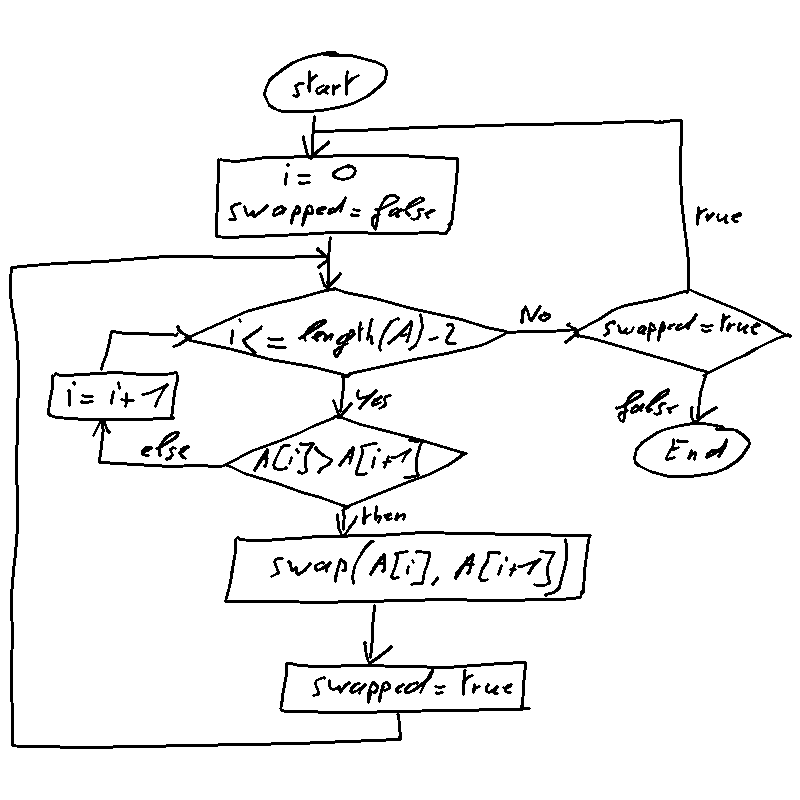 start
i = 0
swapped = false
true
i <= length(A) - 2
No
swapped = true
i = i + 1
Yes
false
else
A[i] > A[i+1]
End
then
swap(A[i], A[i+1])
swapped = true